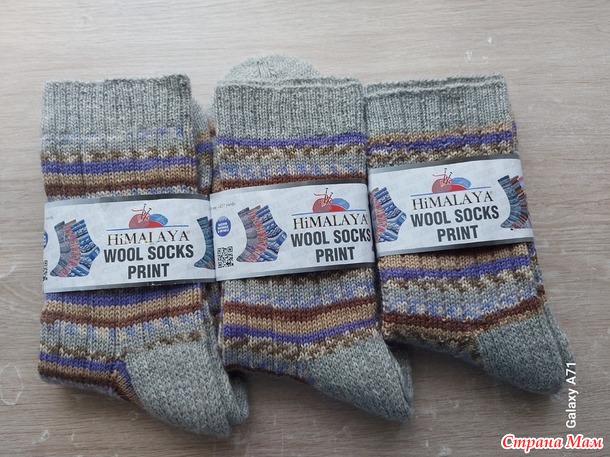 HiMALAYA
WOOL SOCKS
PRINT
HiMALAYA
WOOL SOCKS
PRINT
HiMALAYA
WOOL SOCKS
PRINT
Galaxy A71
Страна Мам